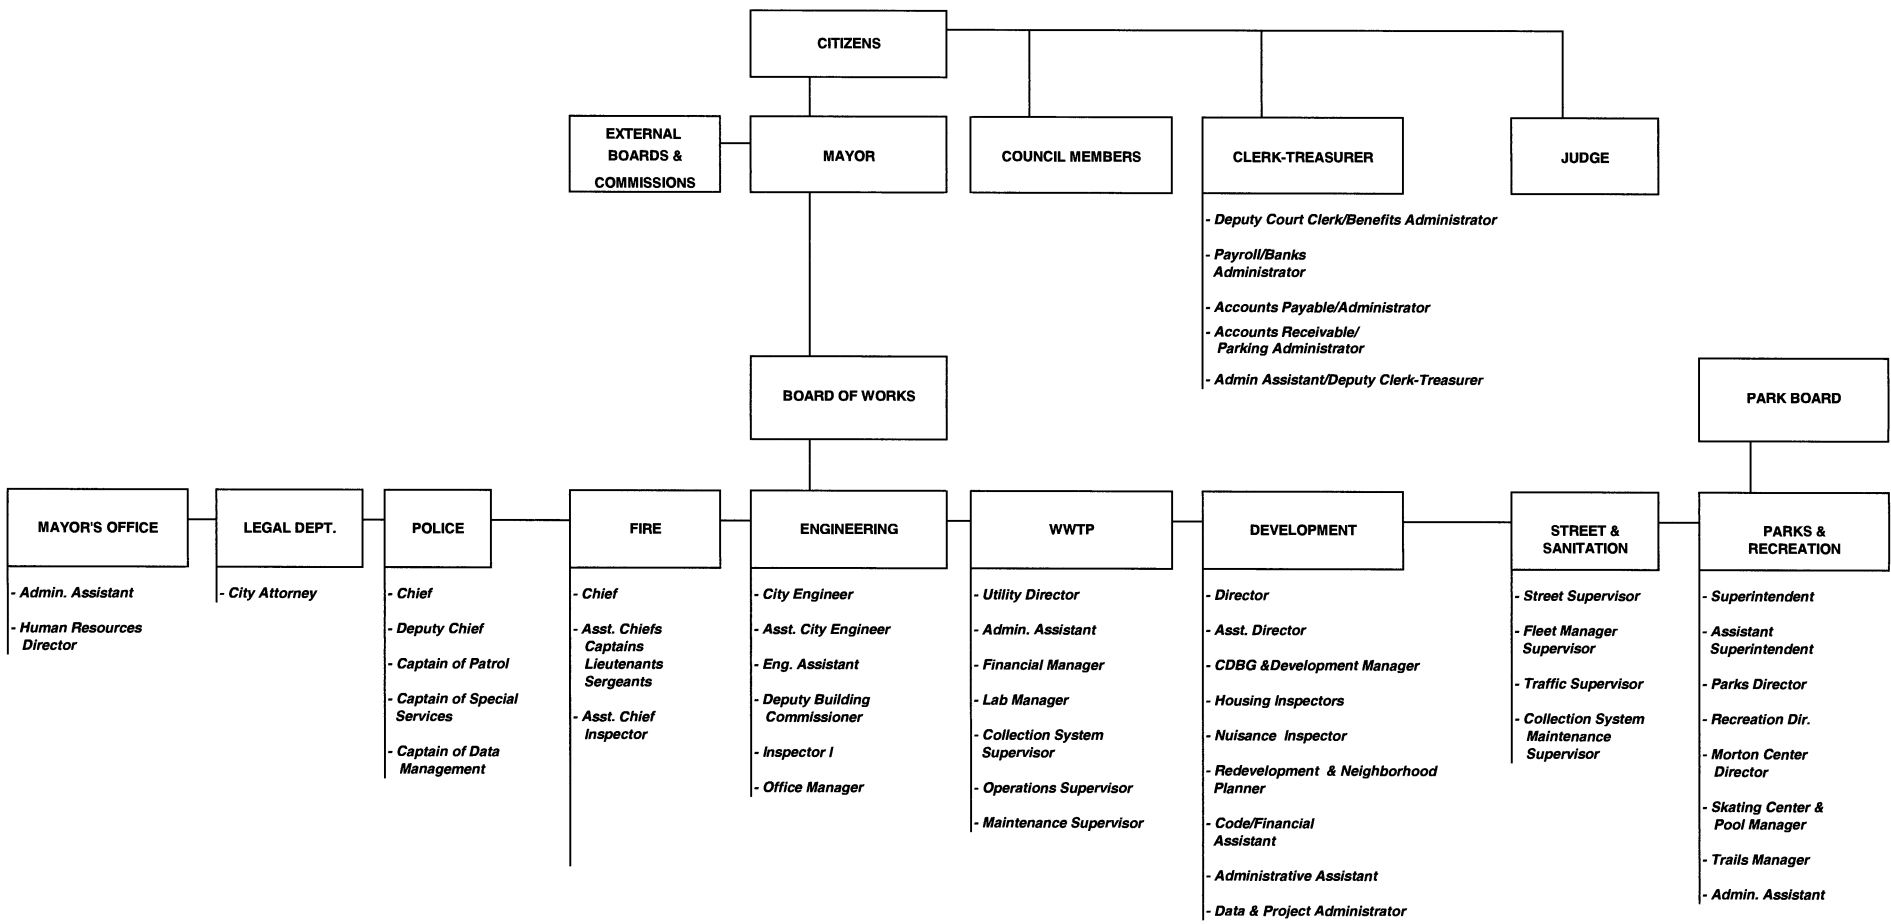 CITIZENS
EXTERNAL
BOARDS &
COMMISSIONS
MAYOR
COUNCIL MEMBERS
CLERK-TREASURER
JUDGE
- Deputy Court Clerk/Benefits Administrator
- Payroll/Banks
Administrator
- Accounts Payable/Administrator
- Accounts Receivable/
Parking Administrator
- Admin Assistant/Deputy Clerk-Treasurer
BOARD OF WORKS
PARK BOARD
MAYOR'S OFFICE
- Admin. Assistant
- Human Resources
Director
LEGAL DEPT.
- City Attorney
POLICE
- Chief
- Deputy Chief
- Captain of Patrol
- Captain of Special
Services
- Captain of Data
Management
FIRE
- Chief
- Asst. Chiefs
Captains
Lieutenants
Sergeants
- Asst. Chief
Inspector
ENGINEERING
- City Engineer
- Asst. City Engineer
- Eng. Assistant
- Deputy Building
Commissioner
- Inspector I
- Office Manager
WWTP
- Utility Director
- Admin. Assistant
- Financial Manager
- Lab Manager
- Collection System
Supervisor
- Operations Supervisor
- Maintenance Supervisor
DEVELOPMENT
- Director
- Asst. Director
- CDBG &Development Manager
- Housing Inspectors
- Nuisance Inspector
- Redevelopment & Neighborhood
Planner
- Code/Financial
Assistant
- Administrative Assistant
- Data & Project Administrator
STREET &
SANITATION
- Street Supervisor
- Fleet Manager
Supervisor
- Traffic Supervisor
- Collection System
Maintenance
Supervisor
PARKS &
RECREATION
- Superintendent
- Assistant
Superintendent
- Parks Director
- Recreation Dir.
- Morton Center
Director
- Skating Center &
Pool Manager
- Trails Manager
- Admin. Assistant